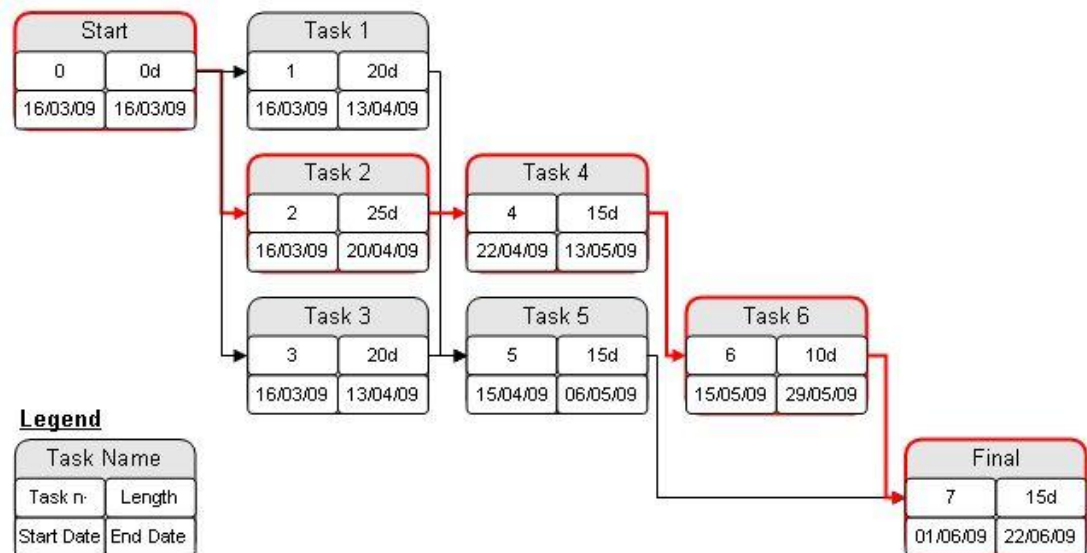 Start
0 0d
16/03/09 16/03/09
Task 1
1 20d
16/03/09 13/04/09
Task 2
2 25d
16/03/09 20/04/09
Task 4
4 15d
22/04/09 13/05/09
Task 3
3 20d
16/03/09 13/04/09
Task 5
5 15d
15/04/09 06/05/09
Task 6
6 10d
15/05/09 29/05/09
Legend
Task Name
Task n· Length
Start Date End Date
Final
7 15d
01/06/09 22/06/09